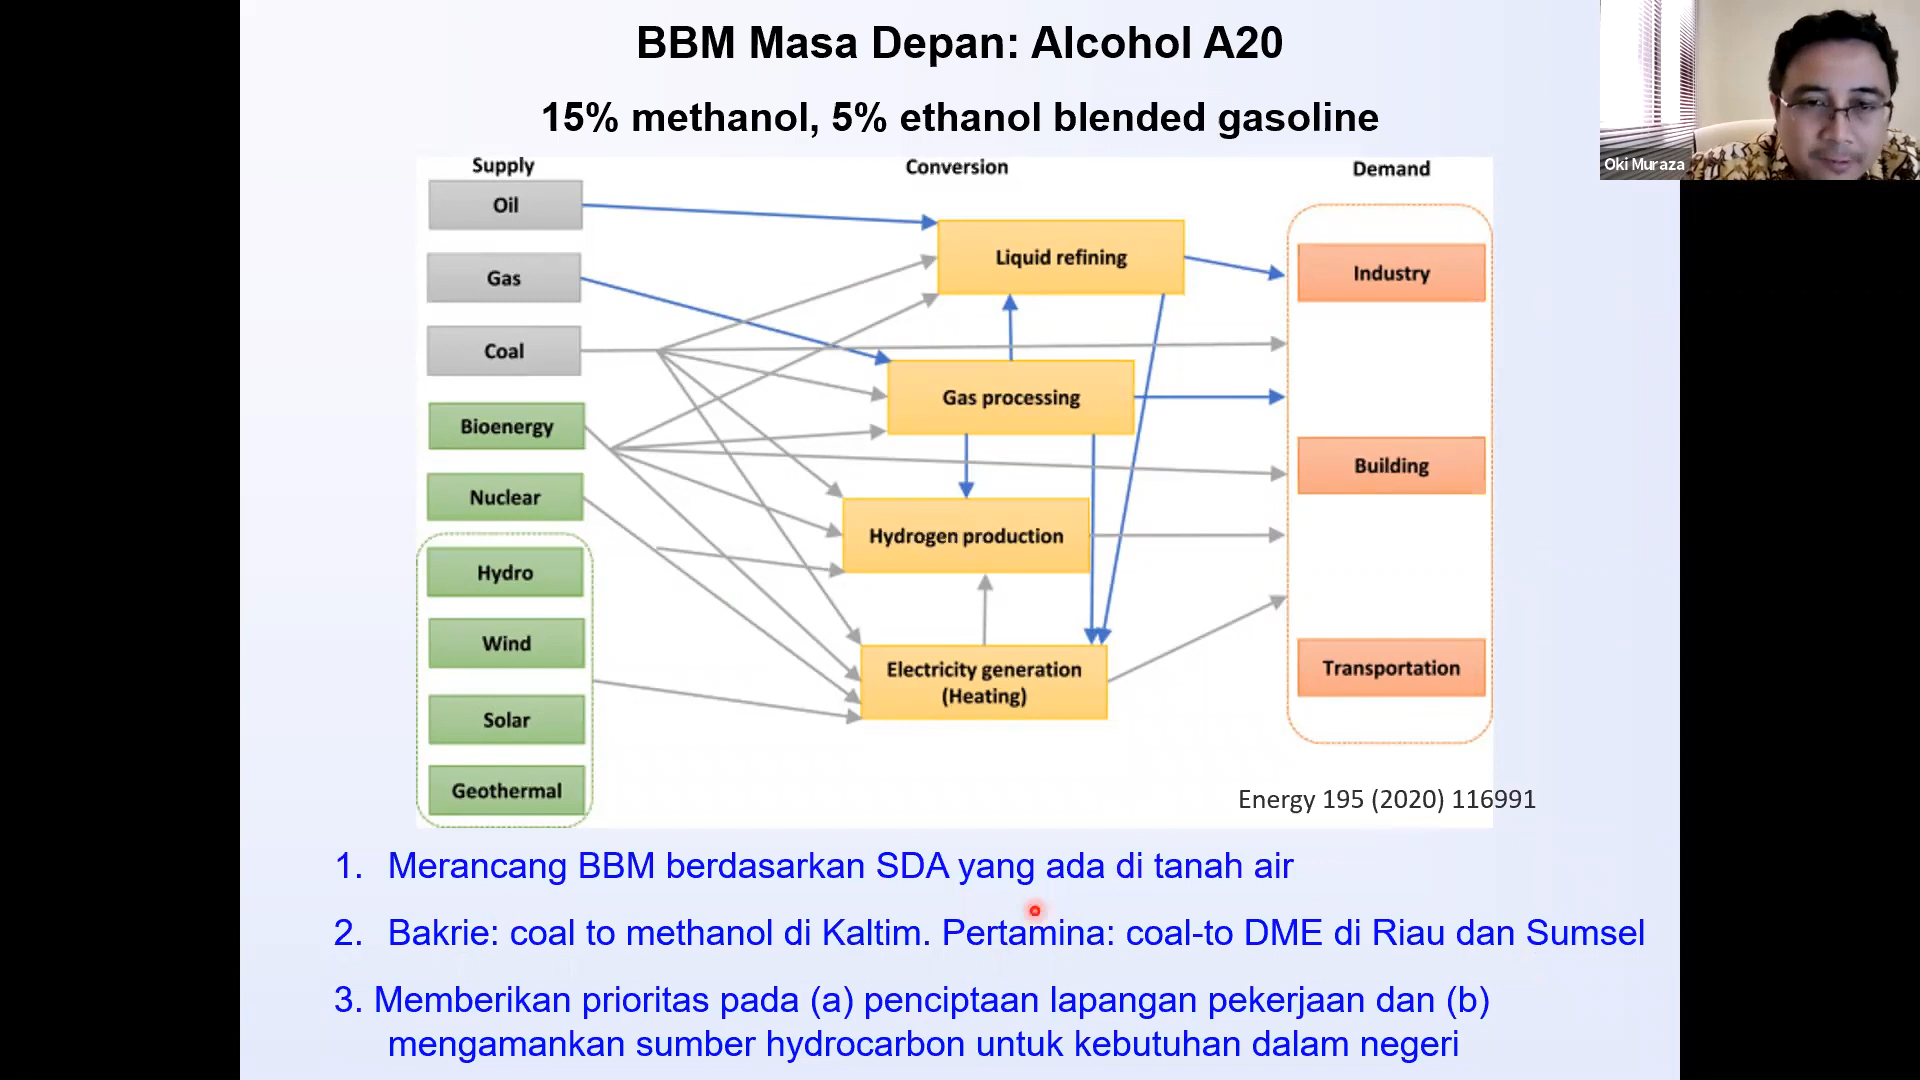 BBM Masa Depan: Alcohol A20
15% methanol, 5% ethanol blended gasoline
Oki Muraza
Supply
Conversion
Demand
Oil
Gas
Coal
Bioenergy
Nuclear
Hydro
Wind
Solar
Geothermal
Liquid refining
Gas processing
Hydrogen production
Electricity generation
(Heating)
Industry
Building
Transportation
Energy 195 (2020) 116991
1. Merancang BBM berdasarkan SDA yang ada di tanah air
2. Bakrie: coal to methanol di Kaltim. Pertamina: coal-to DME di Riau dan Sumsel
3. Memberikan prioritas pada (a) penciptaan lapangan pekerjaan dan (b)
mengamankan sumber hydrocarbon untuk kebutuhan dalam negeri